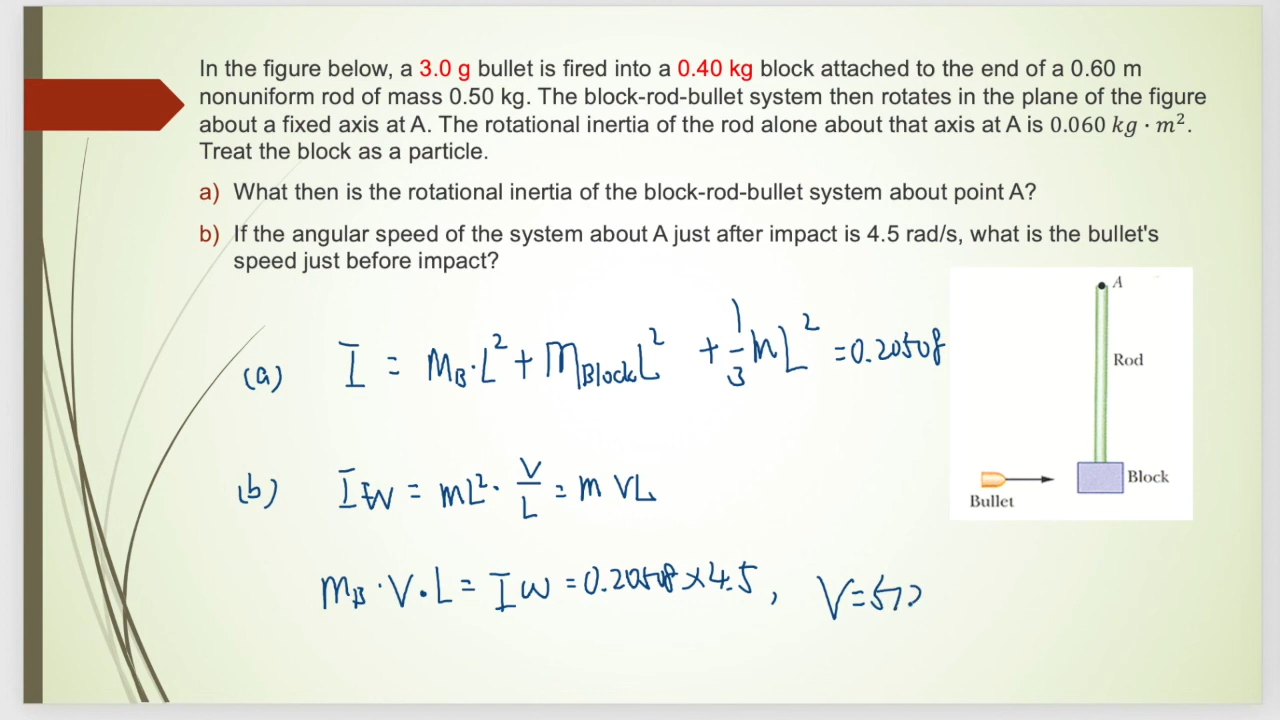 In the figure below, a 3.0 g bullet is fired into a 0.40 kg block attached to the end of a 0.60 m
nonuniform rod of mass 0.50 kg. The block-rod-bullet system then rotates in the plane of the figure
about a fixed axis at A. The rotational inertia of the rod alone about that axis at A is 0.060 kg · m².
Treat the block as a particle.
a) What then is the rotational inertia of the block-rod-bullet system about point A?
b) If the angular speed of the system about A just after impact is 4.5 rad/s, what is the bullet's
speed just before impact?
A
Rod
Block
Bullet
(a) I = M_B · L² + M_Block L² + 1/3 mL² = 0.20508
(b) I W = mL² · V/L = m VL
m_B · V · L = I ω = 0.20508 × 4.5 , V = 572